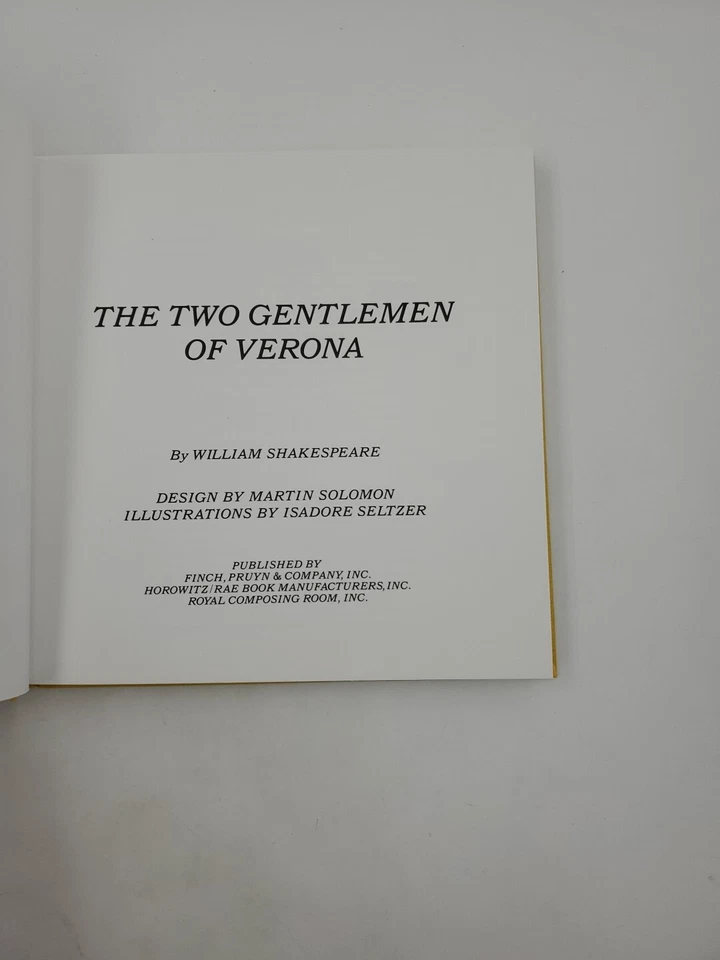 THE TWO GENTLEMEN
OF VERONA
By WILLIAM SHAKESPEARE
DESIGN BY MARTIN SOLOMON
ILLUSTRATIONS BY ISADORE SELTZER
PUBLISHED BY
FINCH, PRUYN & COMPANY, INC.
HOROWITZ/RAE BOOK MANUFACTURERS, INC.
ROYAL COMPOSING ROOM, INC.